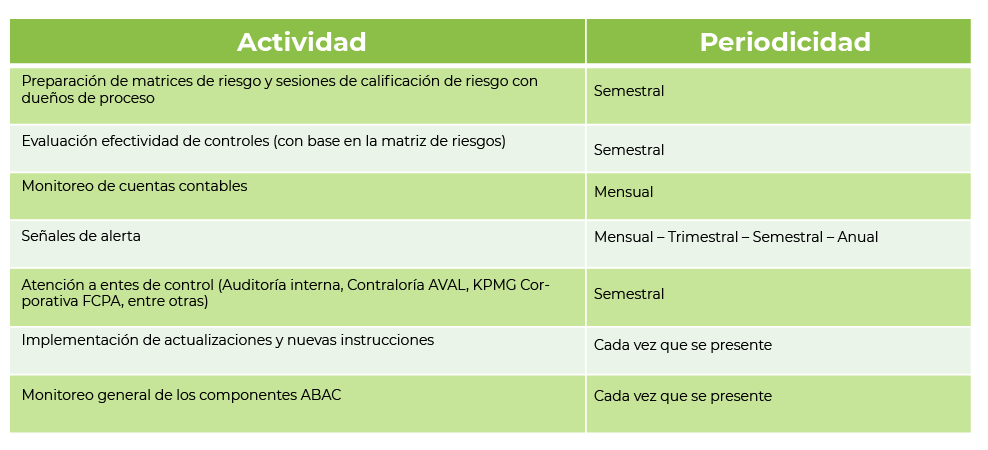 Actividad
Periodicidad
Preparación de matrices de riesgo y sesiones de calificación de riesgo con
dueños de proceso
Semestral
Evaluación efectividad de controles (con base en la matriz de riesgos)
Semestral
Monitoreo de cuentas contables
Mensual
Señales de alerta
Mensual – Trimestral – Semestral – Anual
Atención a entes de control (Auditoría interna, Contraloría AVAL, KPMG Cor-
porativa FCPA, entre otras)
Semestral
Implementación de actualizaciones y nuevas instrucciones
Cada vez que se presente
Monitoreo general de los componentes ABAC
Cada vez que se presente